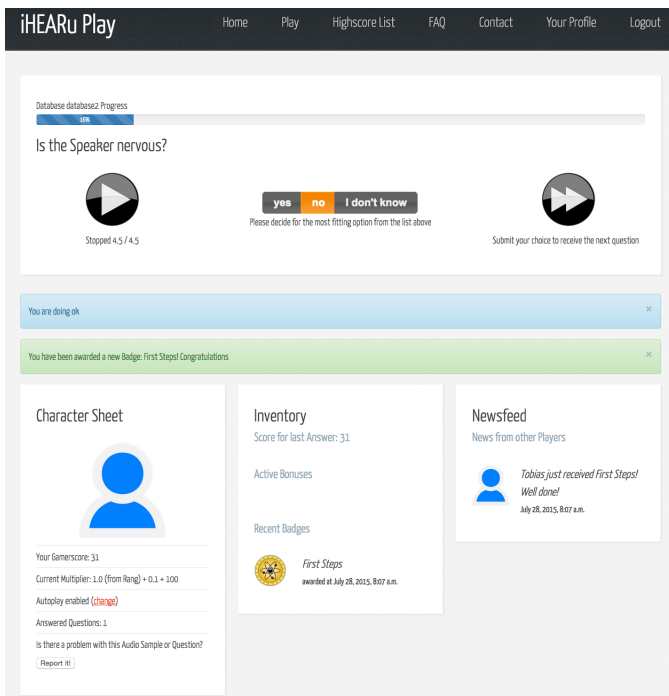 iHEARu Play
Home Play Highscore List FAQ Contact Your Profile Logout
Database database2 Progress
16%
Is the Speaker nervous?
yes no I don't know
Stopped 4.5 / 4.5
Please decide for the most fitting option from the list above
Submit your choice to receive the next question
You are doing ok ×
You have been awarded a new Badge: First Steps! Congratulations ×
Character Sheet
Your Gamerscore: 31
Current Multiplier: 1.0 (from Rang) + 0.1 + 100
Autoplay enabled (change)
Answered Questions: 1
Is there a problem with this Audio Sample or Question?
Report it!
Inventory
Score for last Answer: 31
Active Bonuses
Recent Badges
First Steps
awarded at July 28, 2015, 8:07 a.m.
Newsfeed
News from other Players
Tobias just received First Steps!
Well done!
July 28, 2015, 8:07 a.m.